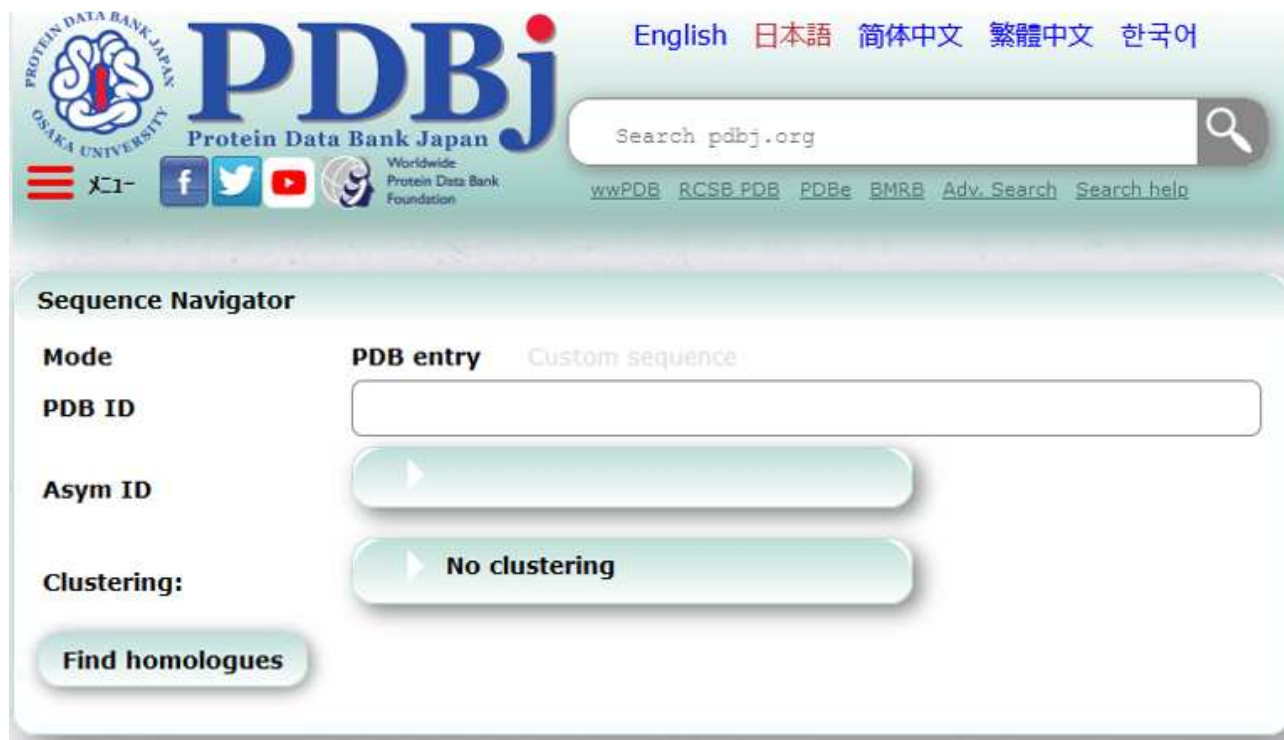 PROTEIN DATA BANK JAPAN
OSAKA UNIVERSITY
PDBj
Protein Data Bank Japan
English 日本語 简体中文 繁體中文 한국어
Search pdbj.org
メニュー
f
Worldwide
Protein Data Bank
Foundation
wwPDB RCSB PDB PDBe BMRB Adv. Search Search help
Sequence Navigator
Mode PDB entry Custom sequence
PDB ID
Asym ID
Clustering: No clustering
Find homologues